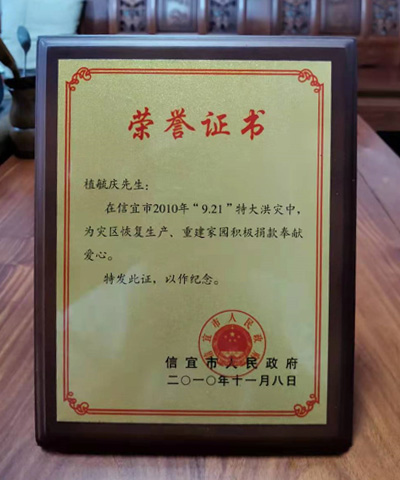 荣誉证书
植毓庆先生：
在信宜市2010年“9.21”特大洪灾中，
为灾区恢复生产、重建家园积极捐款奉献
爱心。
特发此证，以作纪念。
信宜市人民政府
信宜市人民政府
二〇一〇年十一月八日